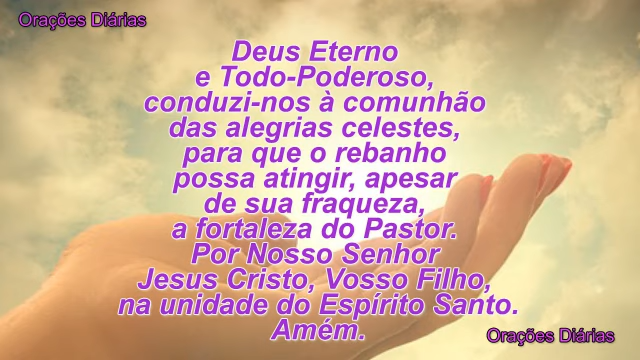 Orações Diárias
Deus Eterno
e Todo-Poderoso,
conduzi-nos à comunhão
das alegrias celestes,
para que o rebanho
possa atingir, apesar
de sua fraqueza,
a fortaleza do Pastor.
Por Nosso Senhor
Jesus Cristo, Vosso Filho,
na unidade do Espírito Santo.
Amém.
Orações Diárias